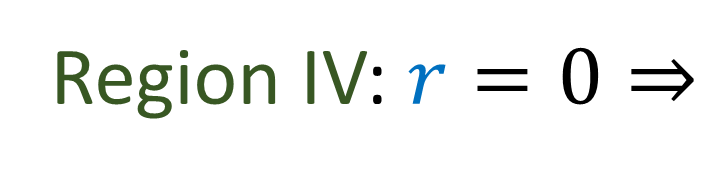 Region IV: r = 0 ⇒